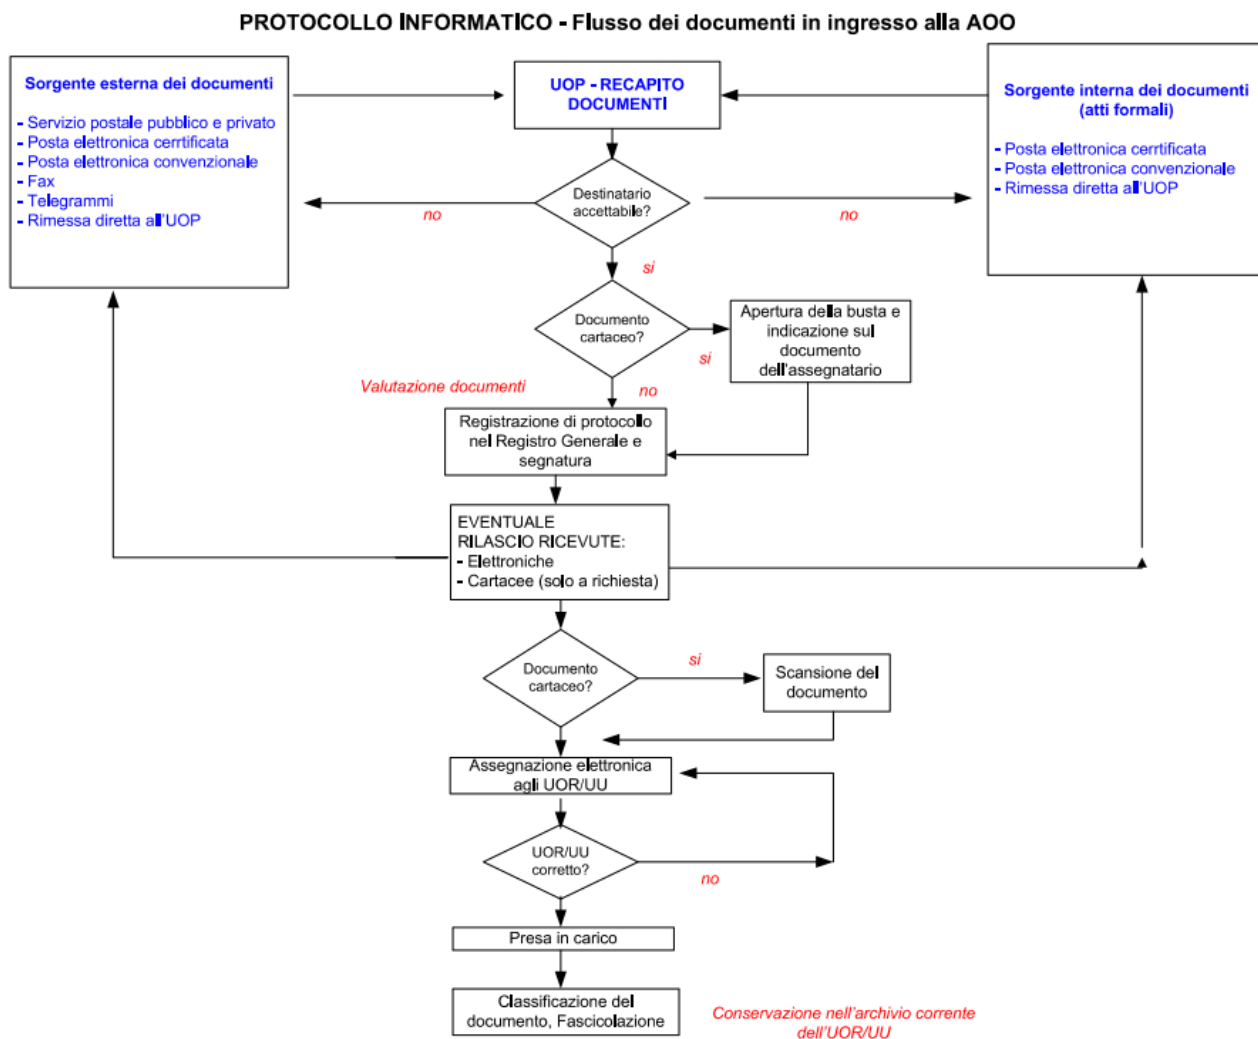 PROTOCOLLO INFORMATICO - Flusso dei documenti in ingresso alla AOO
Sorgente esterna dei documenti
- Servizio postale pubblico e privato
- Posta elettronica cerrtificata
- Posta elettronica convenzionale
- Fax
- Telegrammi
- Rimessa diretta all'UOP
UOP - RECAPITO
DOCUMENTI
Sorgente interna dei documenti
(atti formali)
- Posta elettronica cerrtificata
- Posta elettronica convenzionale
- Rimessa diretta all'UOP
Destinatario
accettabile?
no
no
si
Documento
cartaceo?
si
Apertura della busta e
indicazione sul
documento
dell'assegnatario
Valutazione documenti
no
Registrazione di protocollo
nel Registro Generale e
segnatura
EVENTUALE
RILASCIO RICEVUTE:
- Elettroniche
- Cartacee (solo a richiesta)
Documento
cartaceo?
si
Scansione del
documento
Assegnazione elettronica
agli UOR/UU
UOR/UU
corretto?
no
Presa in carico
Classificazione del
documento, Fascicolazione
Conservazione nell'archivio corrente
dell'UOR/UU